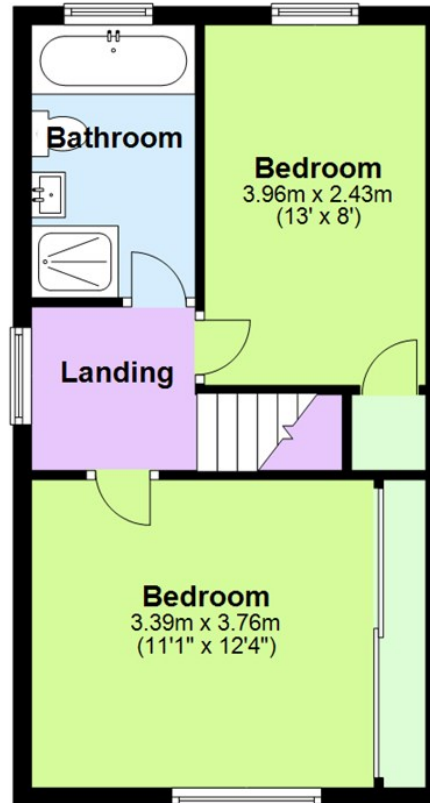 Bathroom
Bedroom
3.96m x 2.43m
(13' x 8')
Landing
Bedroom
3.39m x 3.76m
(11'1" x 12'4")